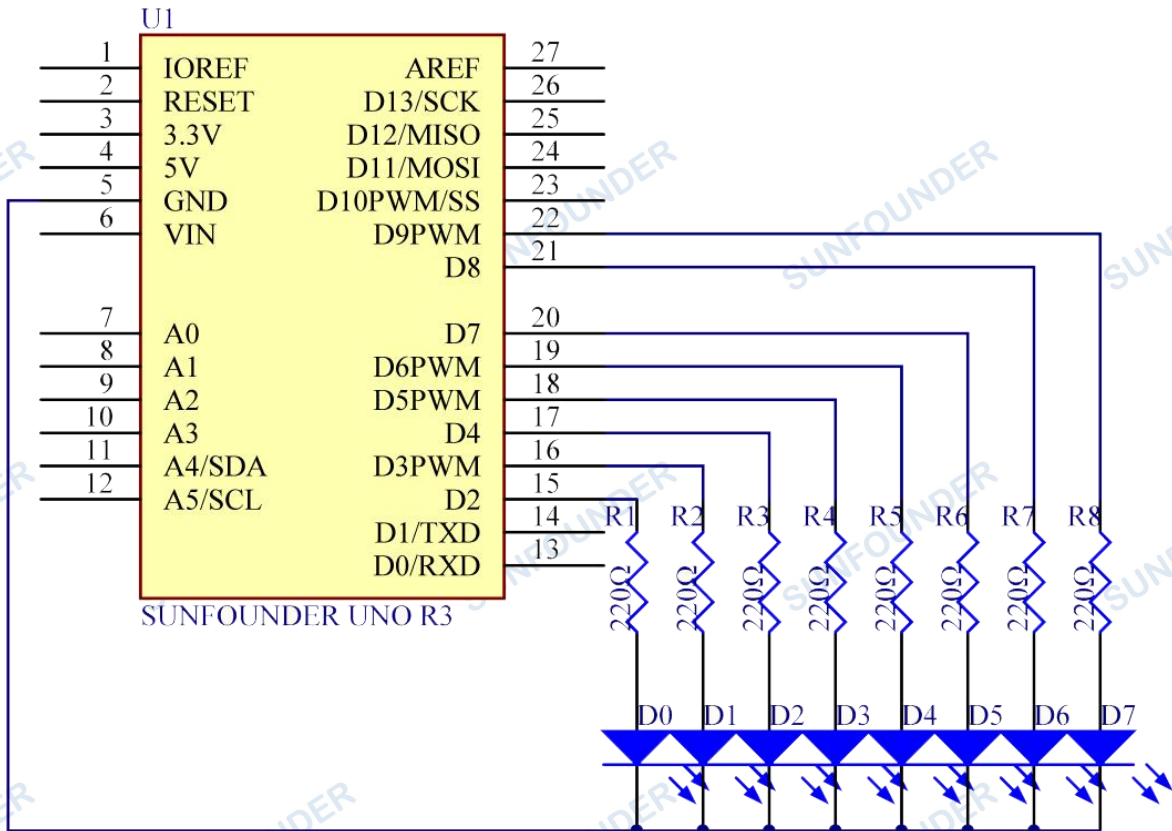 U1
1 IOREF AREF 27
2 RESET D13/SCK 26
3 3.3V D12/MISO 25
4 5V D11/MOSI 24
5 GND D10PWM/SS 23
6 VIN D9PWM 22
D8 21
7 A0 D7 20
8 A1 D6PWM 19
9 A2 D5PWM 18
10 A3 D4 17
11 A4/SDA D3PWM 16
12 A5/SCL D2 15
D1/TXD 14
D0/RXD 13
SUNFOUNDER UNO R3
R1 R2 R3 R4 R5 R6 R7 R8
220Ω 220Ω 220Ω 220Ω 220Ω 220Ω 220Ω 220Ω
D0 D1 D2 D3 D4 D5 D6 D7
SUNFOUNDER
SUNFOUNDER
SUNFOUNDER
SUNFOUNDER